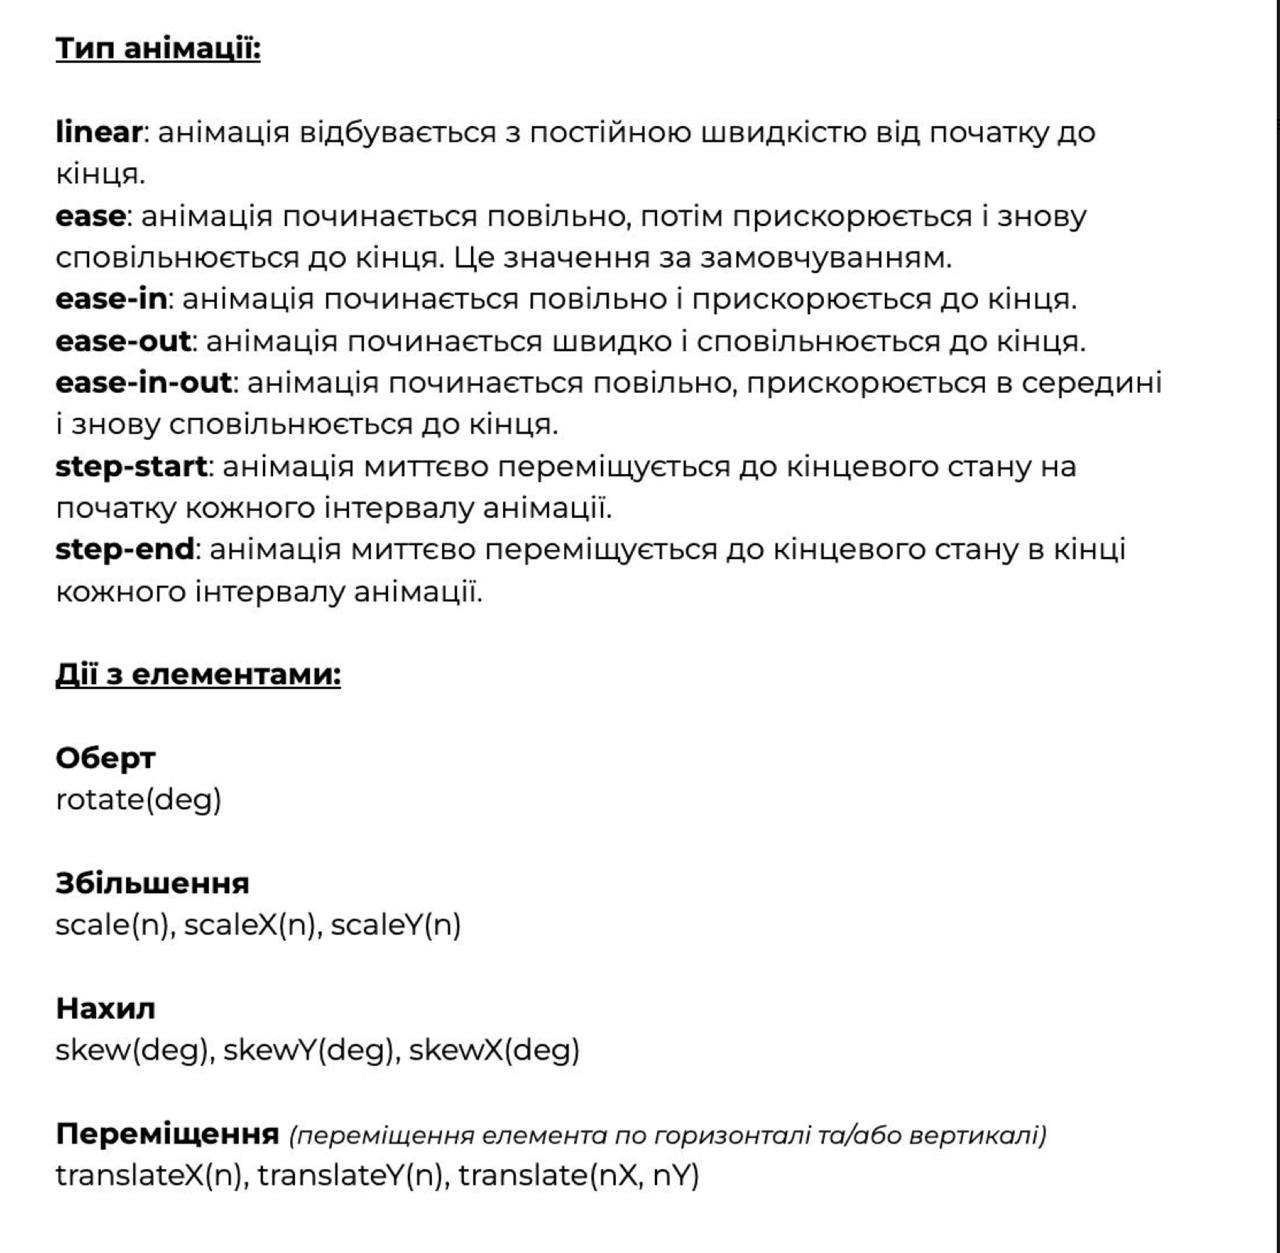 Тип анімації:
linear: анімація відбувається з постійною швидкістю від початку до
кінця.
ease: анімація починається повільно, потім прискорюється і знову
сповільнюється до кінця. Це значення за замовчуванням.
ease-in: анімація починається повільно і прискорюється до кінця.
ease-out: анімація починається швидко і сповільнюється до кінця.
ease-in-out: анімація починається повільно, прискорюється в середині
і знову сповільнюється до кінця.
step-start: анімація миттєво переміщується до кінцевого стану на
початку кожного інтервалу анімації.
step-end: анімація миттєво переміщується до кінцевого стану в кінці
кожного інтервалу анімації.
Дії з елементами:
Оберт
rotate(deg)
Збільшення
scale(n), scaleX(n), scaleY(n)
Нахил
skew(deg), skewY(deg), skewX(deg)
Переміщення (переміщення елемента по горизонталі та/або вертикалі)
translateX(n), translateY(n), translate(nX, nY)